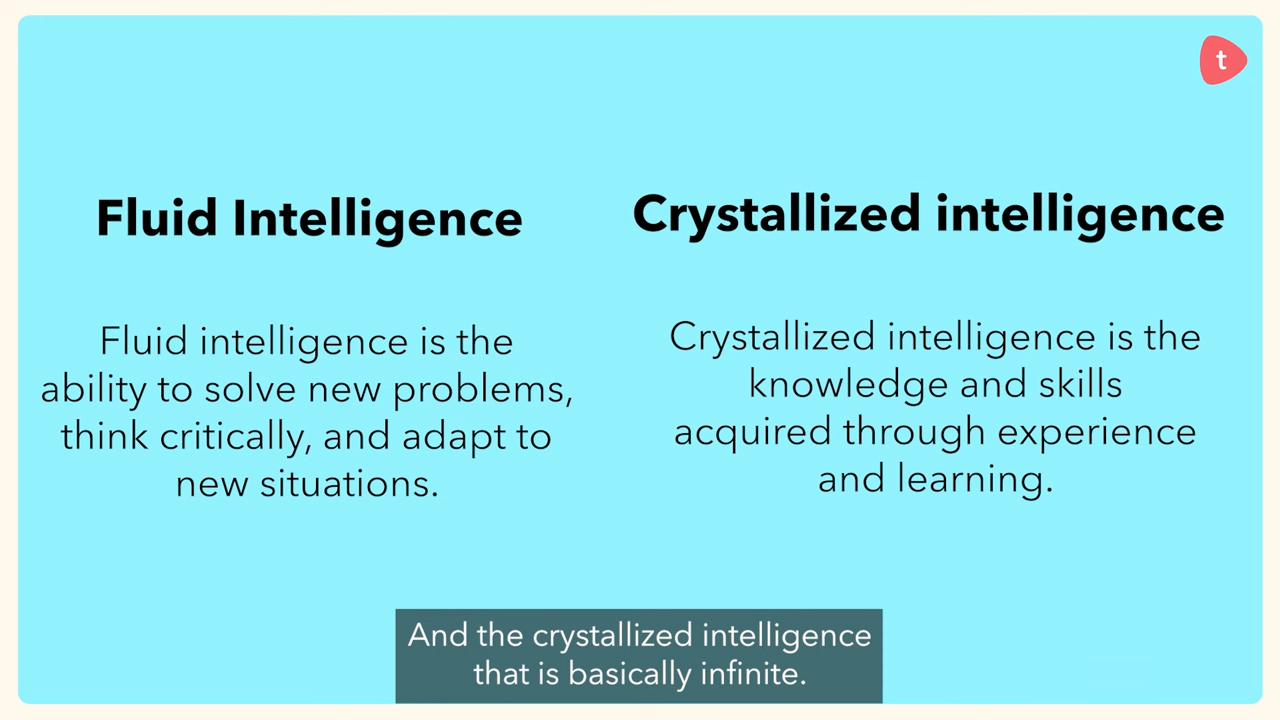 t
Fluid Intelligence
Fluid intelligence is the
ability to solve new problems,
think critically, and adapt to
new situations.
Crystallized intelligence
Crystallized intelligence is the
knowledge and skills
acquired through experience
and learning.
And the crystallized intelligence
that is basically infinite.